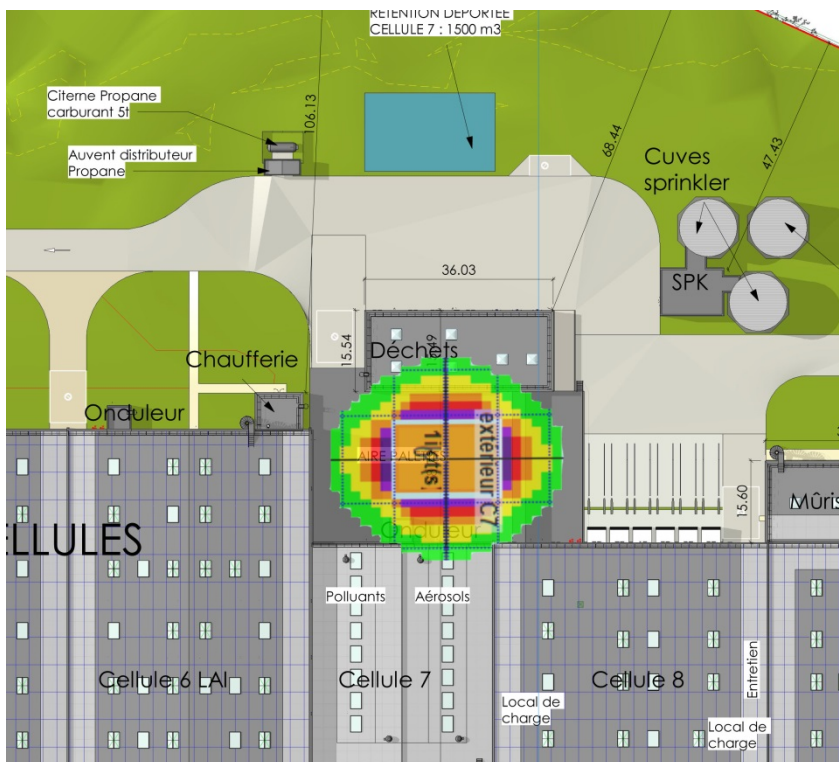 RETENTION DEPORTEE
CELLULE 7 : 1500 m3
Citerne Propane
carburant 5t
06.13
Auvent distributeur
Propane
68.44
47.43
Cuves
sprinkler
SPK
36.03
15.54
Déchets
Chaufferie
Onduleur
AIRE PALETTES
extérieur C7
Onduleur
15.60
Mûris
ELLULES
Polluants
Aérosols
Cellule 6 LAI
Cellule 7
Cellule 8
Entretien
Local de
charge
Local de
charge